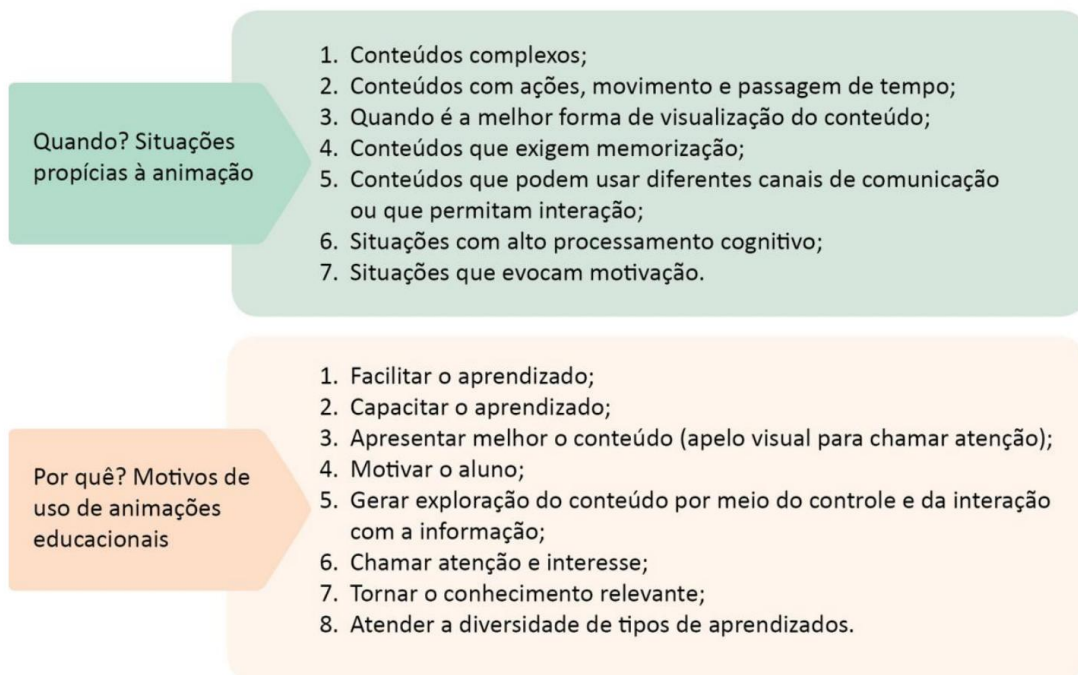 Quando? Situações
propícias à animação
1. Conteúdos complexos;
2. Conteúdos com ações, movimento e passagem de tempo;
3. Quando é a melhor forma de visualização do conteúdo;
4. Conteúdos que exigem memorização;
5. Conteúdos que podem usar diferentes canais de comunicação
ou que permitam interação;
6. Situações com alto processamento cognitivo;
7. Situações que evocam motivação.
Por quê? Motivos de
uso de animações
educacionais
1. Facilitar o aprendizado;
2. Capacitar o aprendizado;
3. Apresentar melhor o conteúdo (apelo visual para chamar atenção);
4. Motivar o aluno;
5. Gerar exploração do conteúdo por meio do controle e da interação
com a informação;
6. Chamar atenção e interesse;
7. Tornar o conhecimento relevante;
8. Atender a diversidade de tipos de aprendizados.